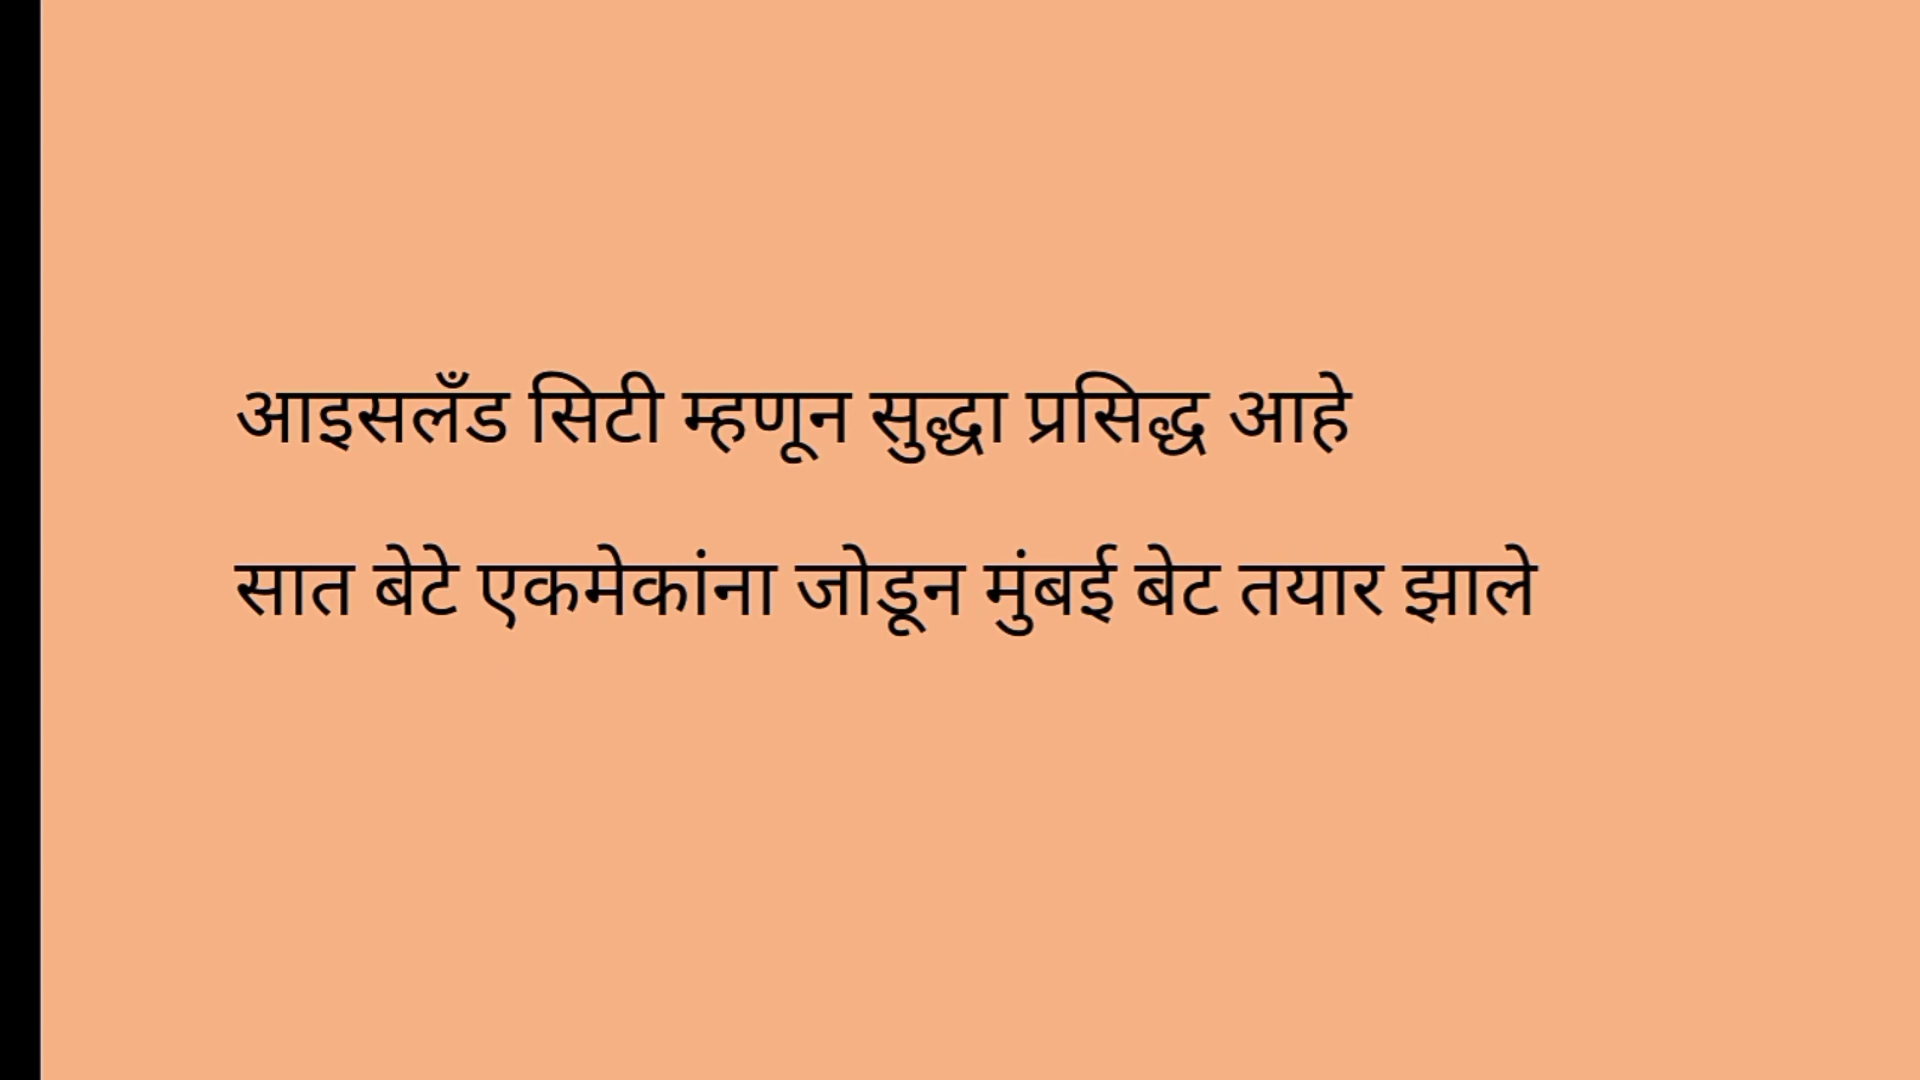 आइसलँड सिटी म्हणून सुद्धा प्रसिद्ध आहे
सात बेटे एकमेकांना जोडून मुंबई बेट तयार झाले